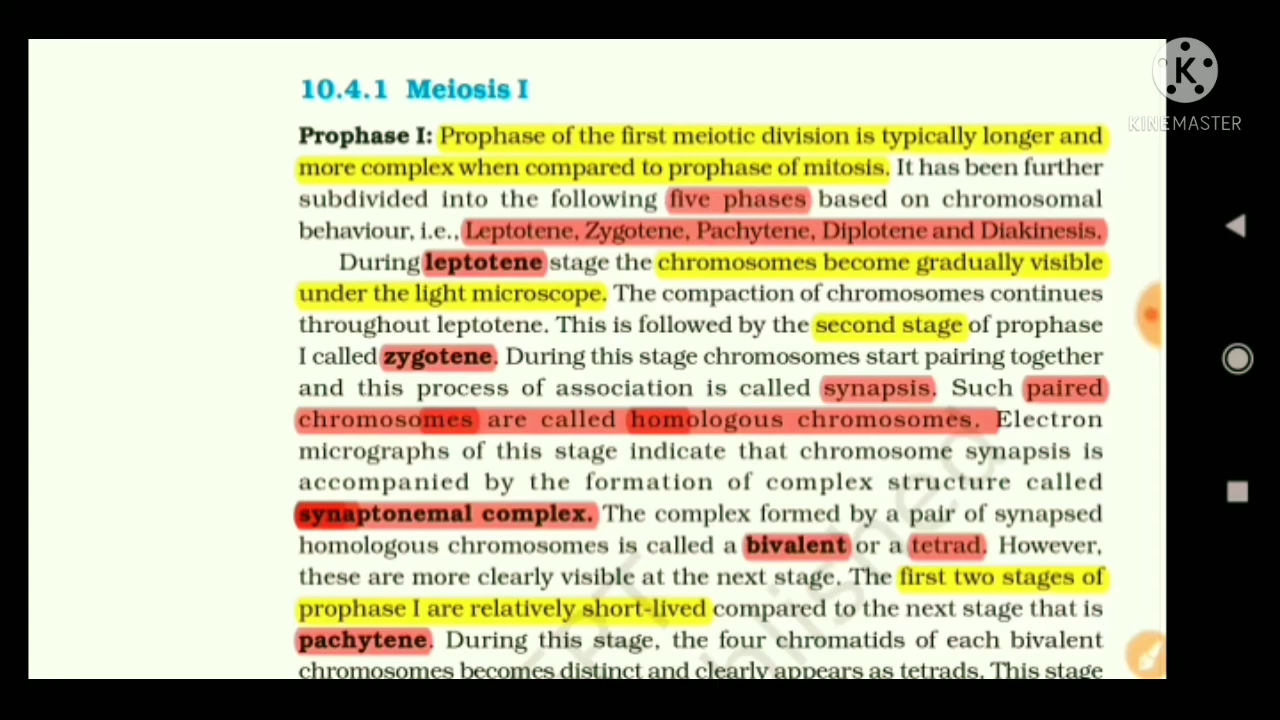 10.4.1 Meiosis I
K
KINEMASTER
Prophase I: Prophase of the first meiotic division is typically longer and
more complex when compared to prophase of mitosis. It has been further
subdivided into the following five phases based on chromosomal
behaviour, i.e., Leptotene, Zygotene, Pachytene, Diplotene and Diakinesis.
During leptotene stage the chromosomes become gradually visible
under the light microscope. The compaction of chromosomes continues
throughout leptotene. This is followed by the second stage of prophase
I called zygotene. During this stage chromosomes start pairing together
and this process of association is called synapsis. Such paired
chromosomes are called homologous chromosomes. Electron
micrographs of this stage indicate that chromosome synapsis is
accompanied by the formation of complex structure called
synaptonemal complex. The complex formed by a pair of synapsed
homologous chromosomes is called a bivalent or a tetrad. However,
these are more clearly visible at the next stage. The first two stages of
prophase I are relatively short-lived compared to the next stage that is
pachytene. During this stage, the four chromatids of each bivalent
chromosomes becomes distinct and clearly appears as tetrads. This stage